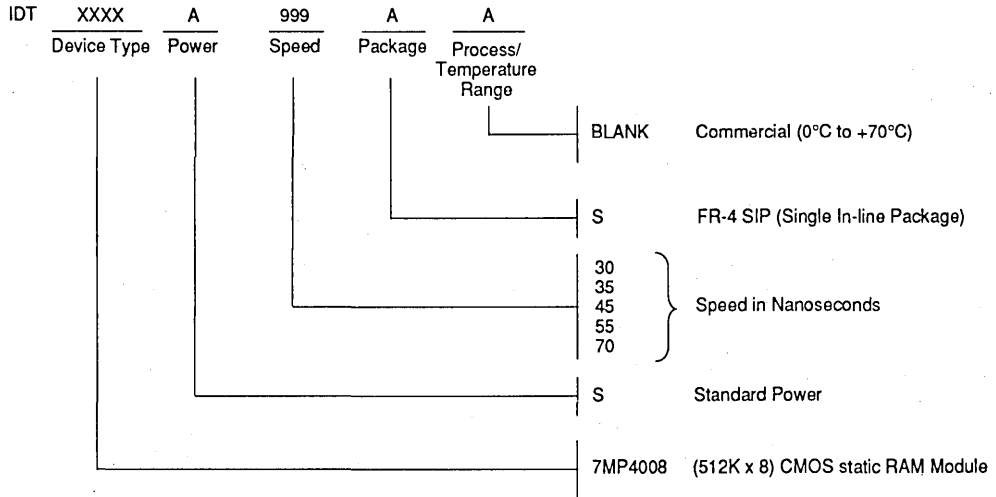 IDT XXXX A 999 A A
Device Type Power Speed Package Process/
Temperature
Range
BLANK Commercial (0°C to +70°C)
S FR-4 SIP (Single In-line Package)
30
35
45 Speed in Nanoseconds
55
70
S Standard Power
7MP4008 (512K x 8) CMOS static RAM Module